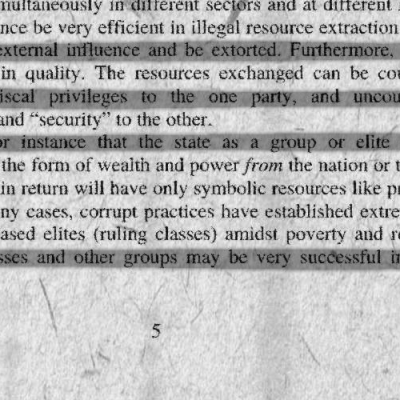 multaneously in different sectors and at different
nce be very efficient in illegal resource extraction
external influence and be extorted. Furthermore,
in quality. The resources exchanged can be cou
iscal privileges to the one party, and uncou
and “security” to the other.
or instance that the state as a group or elite
the form of wealth and power from the nation or t
in return will have only symbolic resources like pr
ny cases, corrupt practices have established extre
ased elites (ruling classes) amidst poverty and re
sses and other groups may be very successful in
5